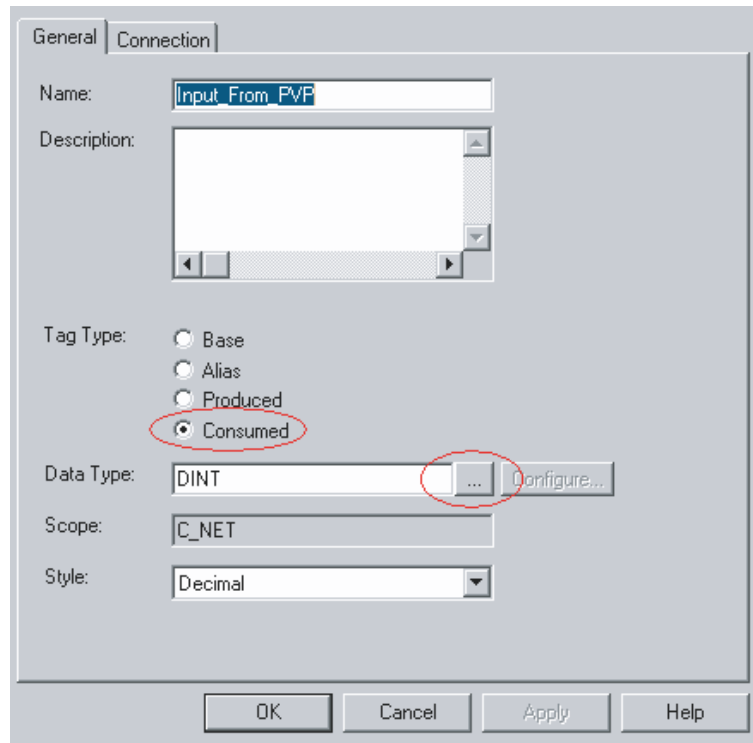 General Connection
Name: Input_From_PVP
Description:
Tag Type: Base
Alias
Produced
Consumed
Data Type: DINT ... Configure...
Scope: C_NET
Style: Decimal
OK Cancel Apply Help